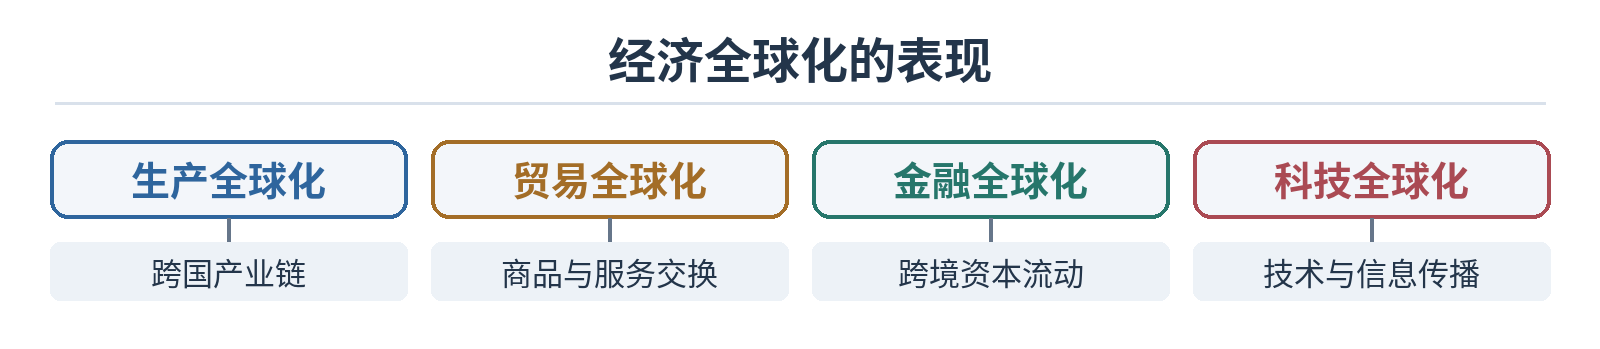 经济全球化的表现
生产全球化
贸易全球化
金融全球化
科技全球化
跨国产业链
商品与服务交换
跨境资本流动
技术与信息传播